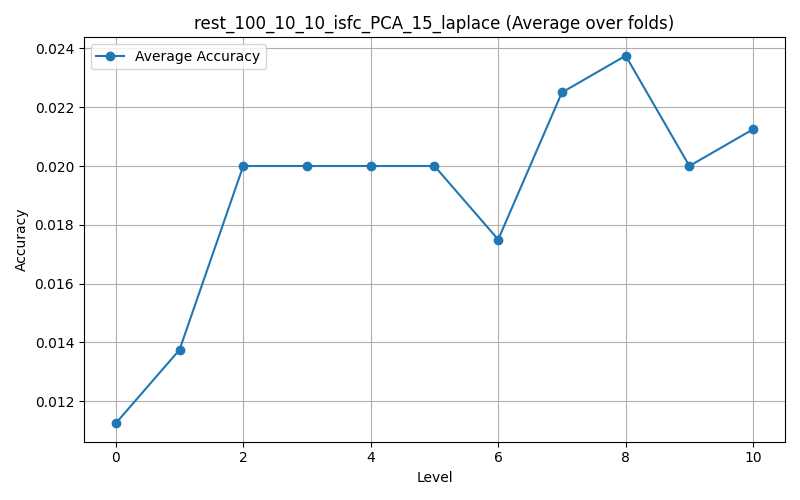 rest_100_10_10_isfc_PCA_15_laplace (Average over folds)
Average Accuracy
Accuracy
0.024
0.022
0.020
0.018
0.016
0.014
0.012
0 2 4 6 8 10
Level